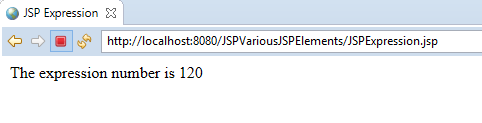 JSP Expression
http://localhost:8080/JSPVariousJSPElements/JSPExpression.jsp
The expression number is 120